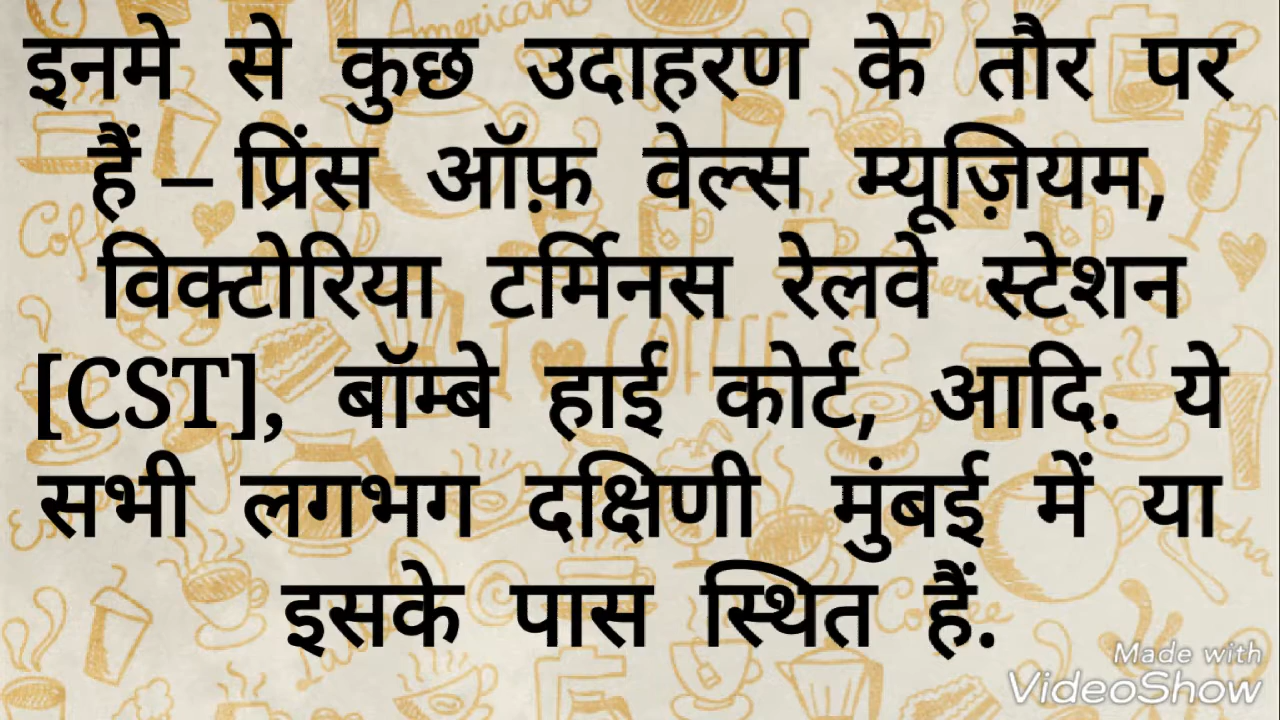 इनमे से कुछ उदाहरण के तौर पर
हैं – प्रिंस ऑफ़ वेल्स म्यूज़ियम,
विक्टोरिया टर्मिनस रेलवे स्टेशन
[CST], बॉम्बे हाई कोर्ट, आदि. ये
सभी लगभग दक्षिणी मुंबई में या
इसके पास स्थित हैं.
Made with
VideoShow